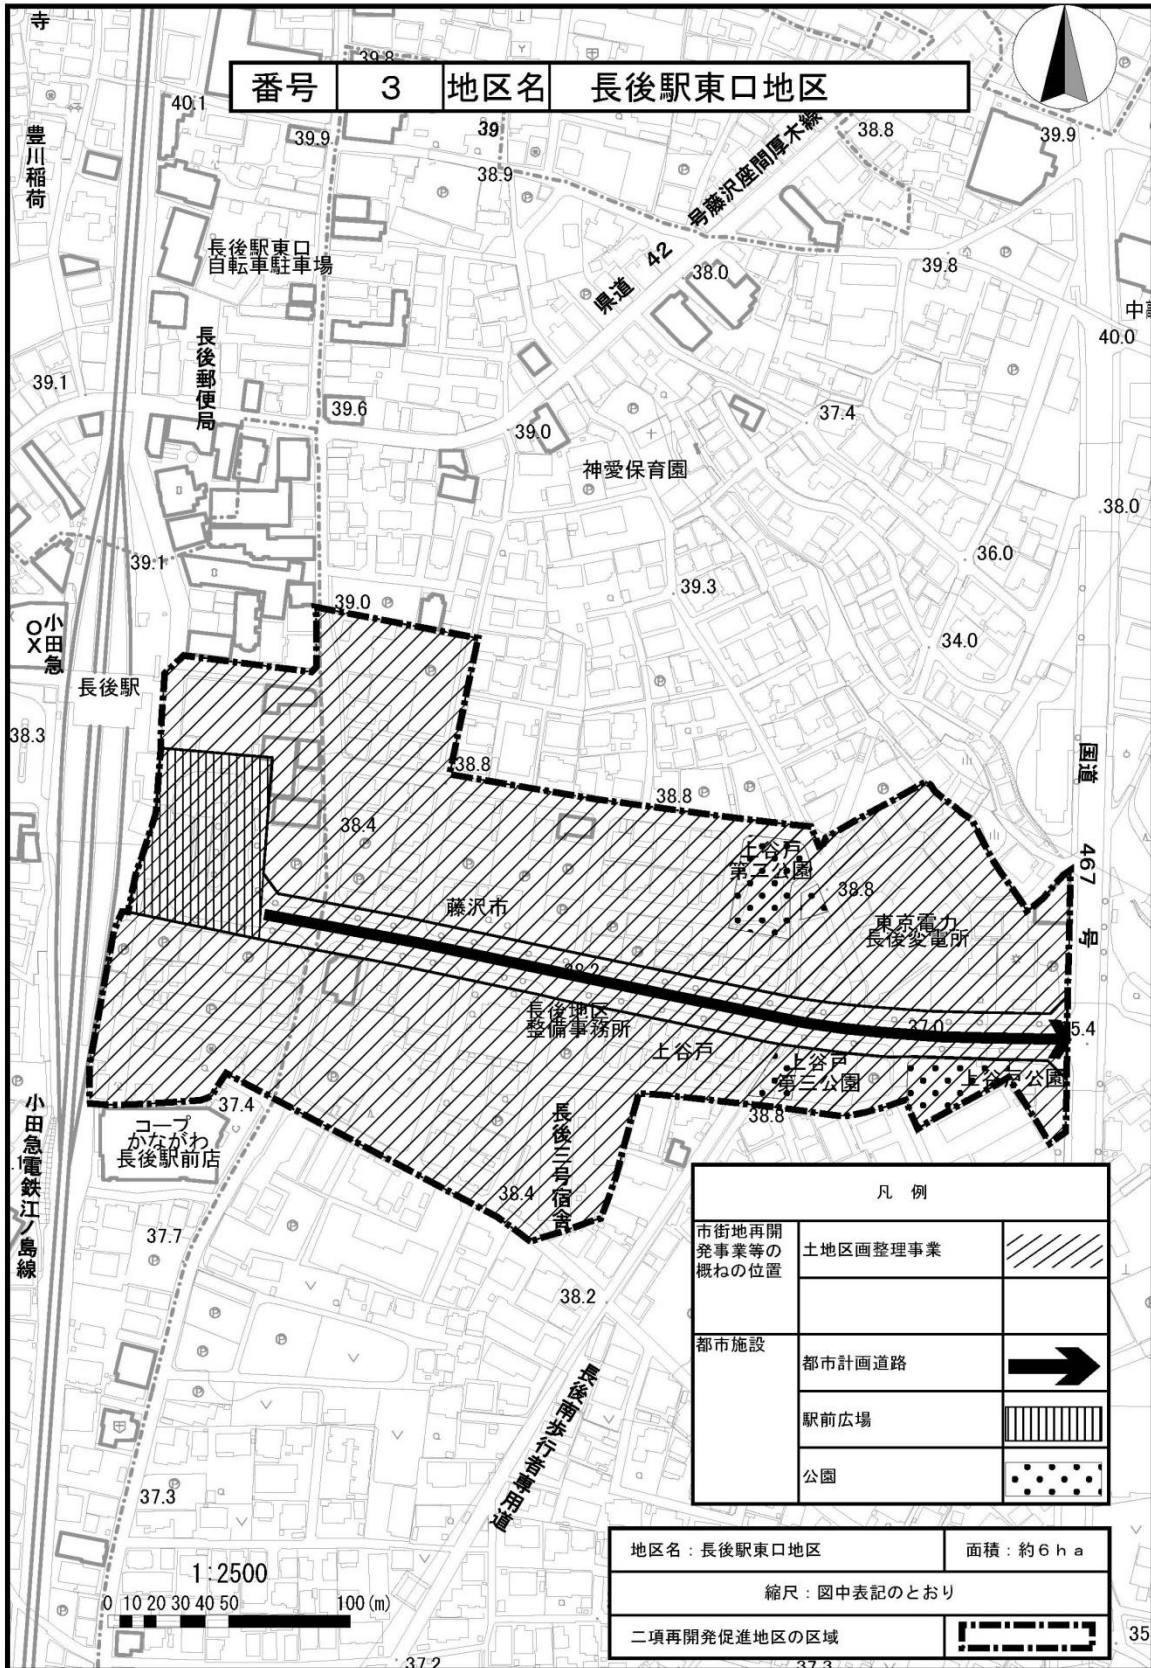 寺
39.8
番号 3 地区名 長後駅東口地区
40.1
39.9
39
38.9
38.8
39.9
豊川稲荷
県道 42 号藤沢座間厚木線
長後駅東口
自転車駐車場
38.0
39.8
40.0
長後郵便局
39.1
39.6
39.0
37.4
神愛保育園
38.0
39.1
36.0
39.3
39.0
34.0
小田急
OX
長後駅
38.3
38.8
38.8
国道 467 号
38.4
上谷戸
第二公園
38.8
藤沢市
東京電力
長後変電所
38.2
長後地区
整備事務所
37.0
5.4
上谷戸
上谷戸
第三公園
上谷戸公園
37.4
38.8
コープ
かながわ
長後駅前店
長後三号宿舎
38.4
小田急電鉄江ノ島線
37.7
38.2
長後南歩行者専用道
凡 例
市街地再開
発事業等の
概ねの位置
土地区画整理事業
都市施設
都市計画道路
駅前広場
公園
37.3
1:2500
0 10 20 30 40 50 100 (m)
地区名：長後駅東口地区 面積：約6ha
縮尺：図中表記のとおり
二項再開発促進地区の区域
35
37.2
37.3